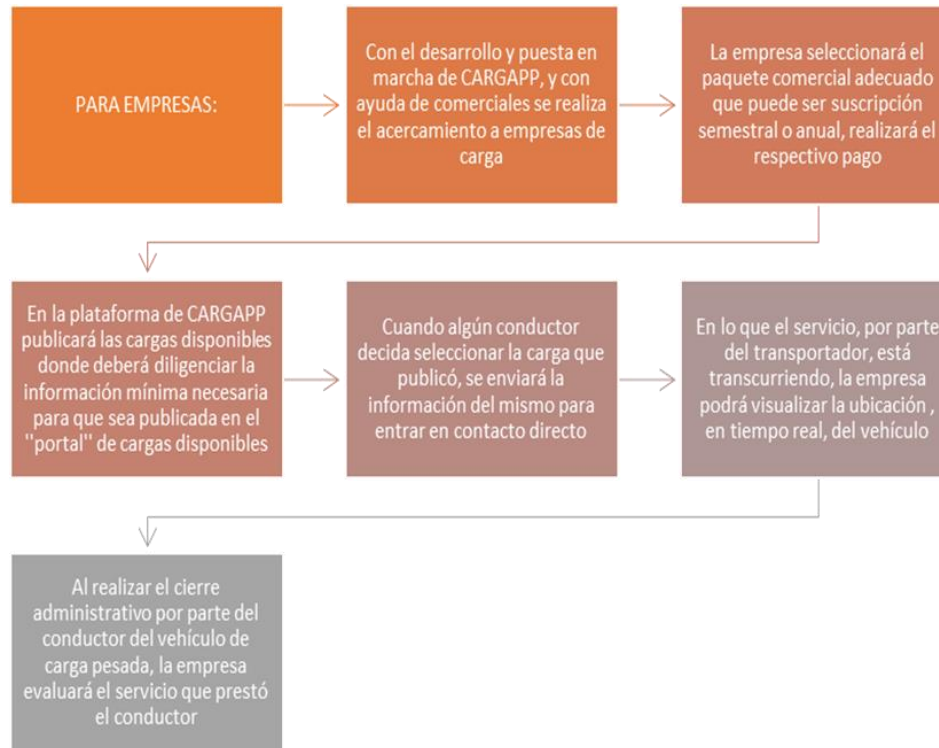 PARA EMPRESAS:
Con el desarrollo y puesta en
marcha de CARGAPP, y con
ayuda de comerciales se realiza
el acercamiento a empresas de
carga
La empresa seleccionará el
paquete comercial adecuado
que puede ser suscripción
semestral o anual, realizará el
respectivo pago
En la plataforma de CARGAPP
publicará las cargas disponibles
donde deberá diligenciar la
información mínima necesaria
para que sea publicada en el
"portal" de cargas disponibles
Cuando algún conductor
decida seleccionar la carga que
publicó, se enviará la
información del mismo para
entrar en contacto directo
En lo que el servicio, por parte
del transportador, está
transcurriendo, la empresa
podrá visualizar la ubicación ,
en tiempo real, del vehículo
Al realizar el cierre
administrativo por parte del
conductor del vehículo de
carga pesada, la empresa
evaluará el servicio que prestó
el conductor